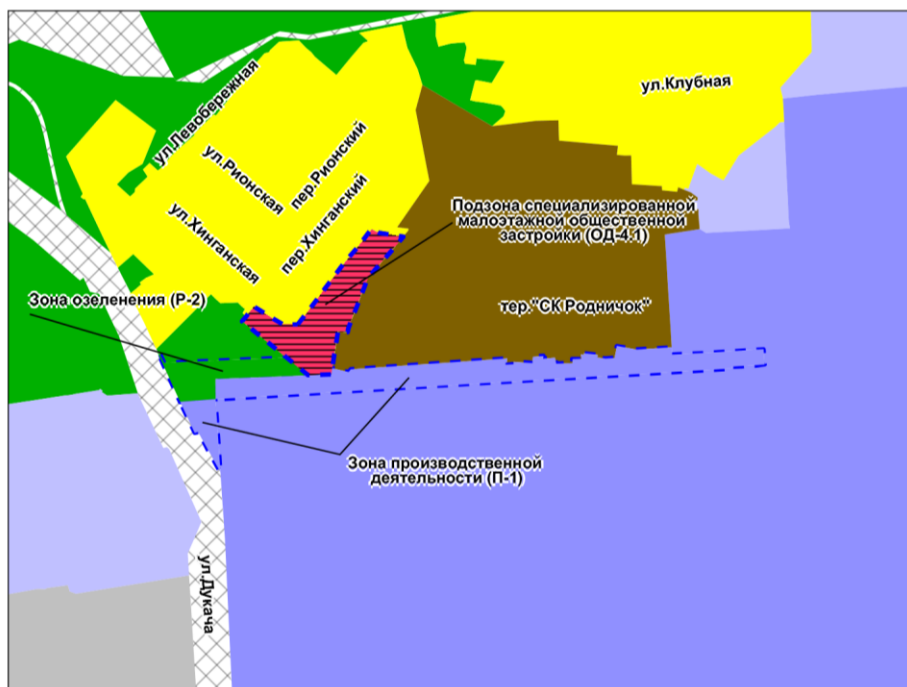 ул.Клубная
ул.Левобережная
ул.Рионская
пер.Рионский
Подзона специализированной
малоэтажной общественной
застройки (ОД-4.1)
ул.Хинганская
пер.Хинганский
Зона озеленения (Р-2)
тер."СК Родничок"
Зона производственной
деятельности (П-1)
ул.Дукача